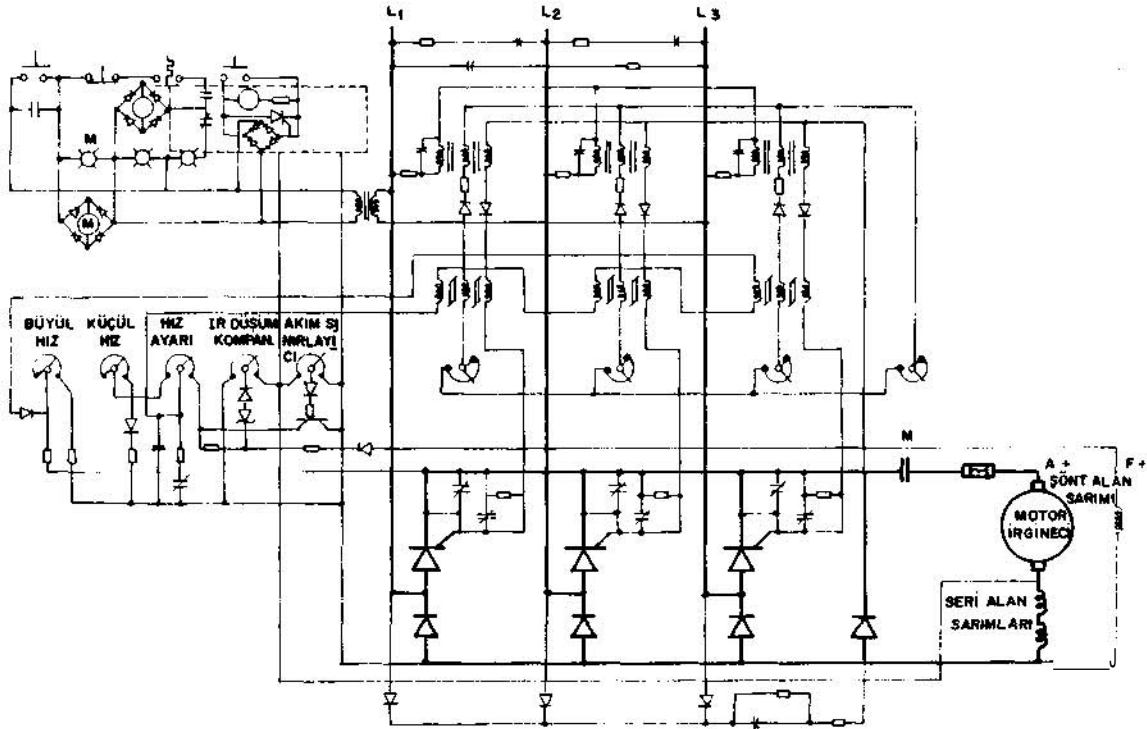 L1
L2
L3
M
M
BÜYÜL
HIZ
KÜÇÜL
HIZ
HIZ
AYARI
IR DÜSÜM
KOMPAN.
AKIM SI
NIRLAYI
CI
M
A +
F +
ŞÖNT ALAN
SARIMI
MOTOR
İRGİNECİ
SERİ ALAN
SARIMLARI